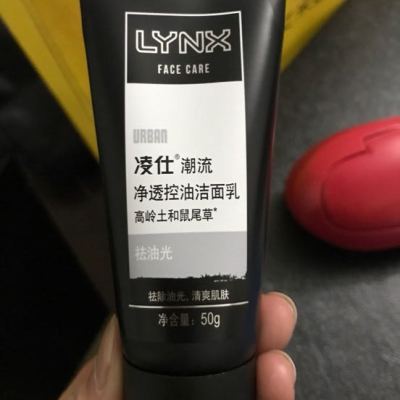 LYNX
FACE CARE
URBAN
凌仕®潮流
净透控油洁面乳
高岭土和鼠尾草*
祛油光
祛除油光,清爽肌肤
净含量:50g